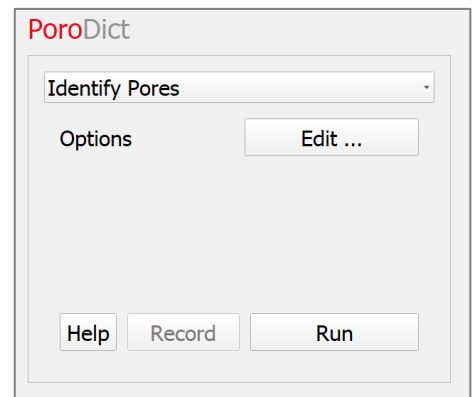 PoroDict
Identify Pores
Options Edit ...
Help Record Run